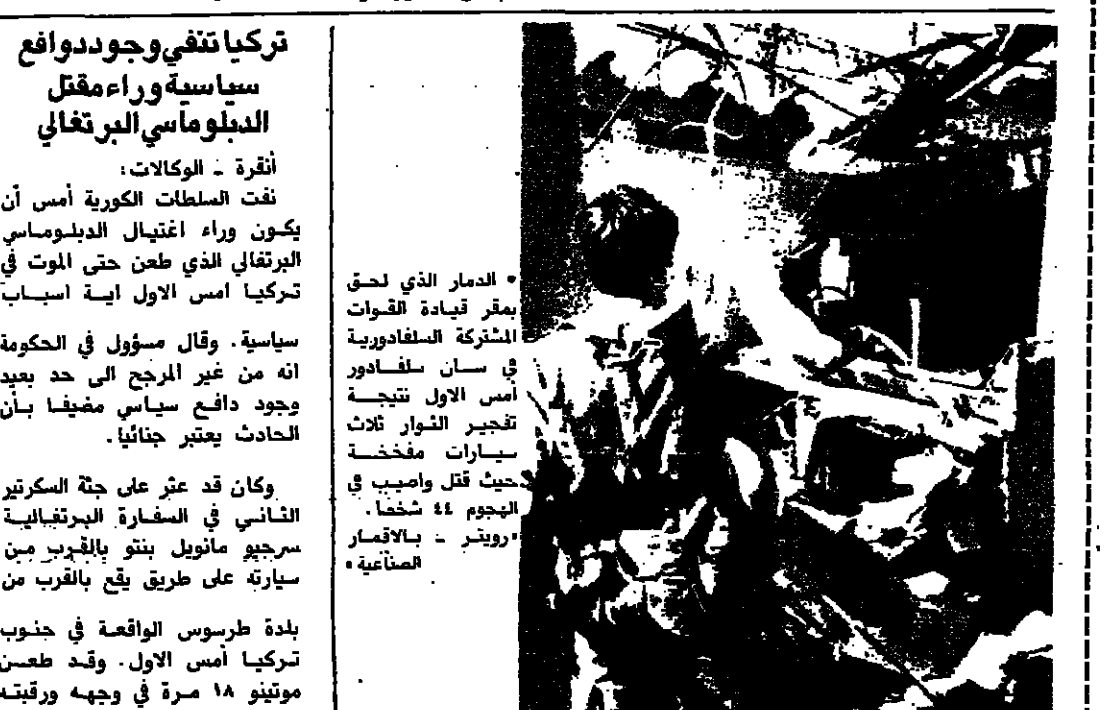 تركيا تنفي وجود دوافع
سياسية وراء مقتل
الدبلوماسي البرتغالي
أنقرة ـ الوكالات:
نفت السلطات الكورية أمس أن
يكون وراء اغتيال الدبلوماسي
البرتغالي الذي طعن حتى الموت في
تركيا امس الاول اية اسباب
سياسية. وقال مسؤول في الحكومة
انه من غير المرجح الى حد بعيد
وجود دافع سياسي مضيفا بأن
الحادث يعتبر جنائيا.
وكان قد عثر على جثة السكرتير
الثاني في السفارة البرتغالية
سرجيو مانويل بنتو بالقرب من
سيارته على طريق يقع بالقرب من
بلدة طرسوس الواقعة في جنوب
تركيا أمس الاول. وقد طعن
موتينو ١٨ مرة في وجهه ورقبته
• الدمار الذي لحق
بمقر قيادة القوات
المشتركة السلفادورية
في سان سلفادور
أمس الاول نتيجة
تفجير الثوار ثلاث
سيارات مفخخة
حيث قتل واصيب في
الهجوم ٤٤ شخصا.
«رويتر ـ بالاقمار
الصناعية»